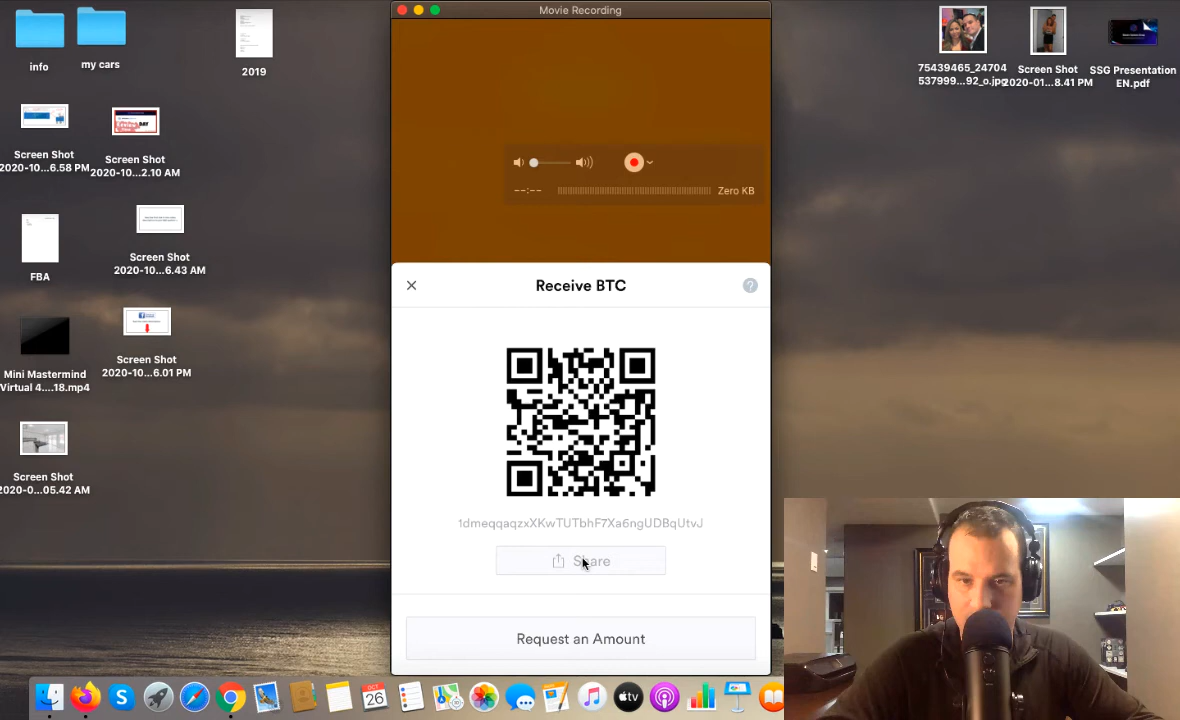 Movie Recording
info
my cars
2019
75439465_24704
537999...92_o.jpg
Screen Shot
2020-01...8.41 PM
SSG Presentation
EN.pdf
Screen Shot
2020-10...6.58 PM
Screen Shot
2020-10...2.10 AM
--:--
Zero KB
FBA
Screen Shot
2020-10...6.43 AM
Receive BTC
?
Mini Mastermind
Virtual 4....18.mp4
Screen Shot
2020-10...6.01 PM
Screen Shot
2020-0...05.42 AM
1dmeqqaqzxXKwTUTbhF7Xa6ngUDBqUtvJ
Share
Request an Amount
OCT
26
tv